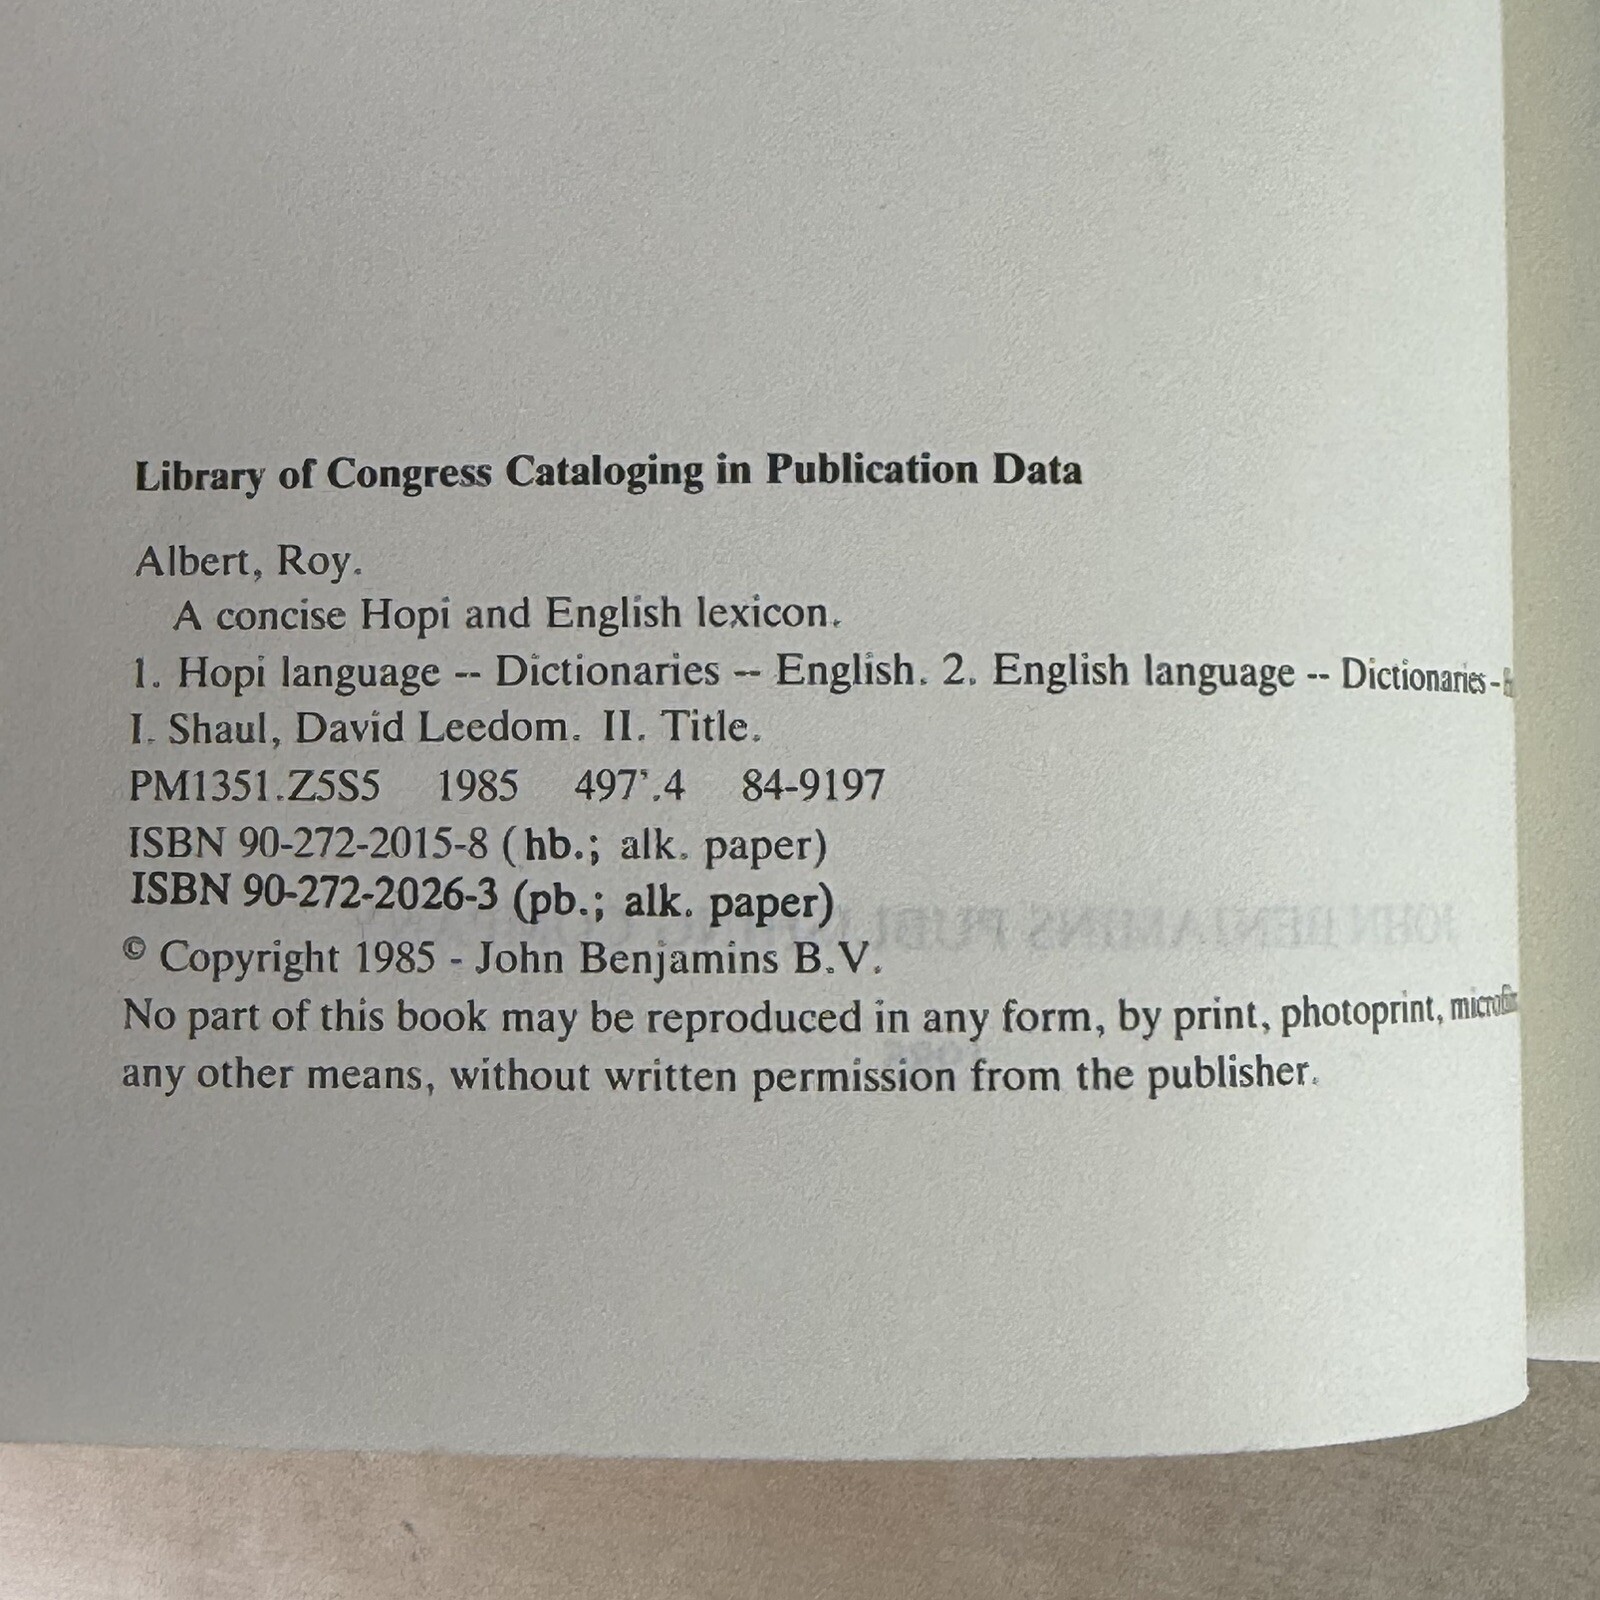 Library of Congress Cataloging in Publication Data
Albert, Roy.
A concise Hopi and English lexicon.
1. Hopi language -- Dictionaries -- English. 2. English language -- Dictionaries -
I. Shaul, David Leedom. II. Title.
PM1351.Z5S5 1985 497'.4 84-9197
ISBN 90-272-2015-8 (hb.; alk. paper)
ISBN 90-272-2026-3 (pb.; alk. paper)
© Copyright 1985 - John Benjamins B.V.
No part of this book may be reproduced in any form, by print, photoprint,
any other means, without written permission from the publisher.